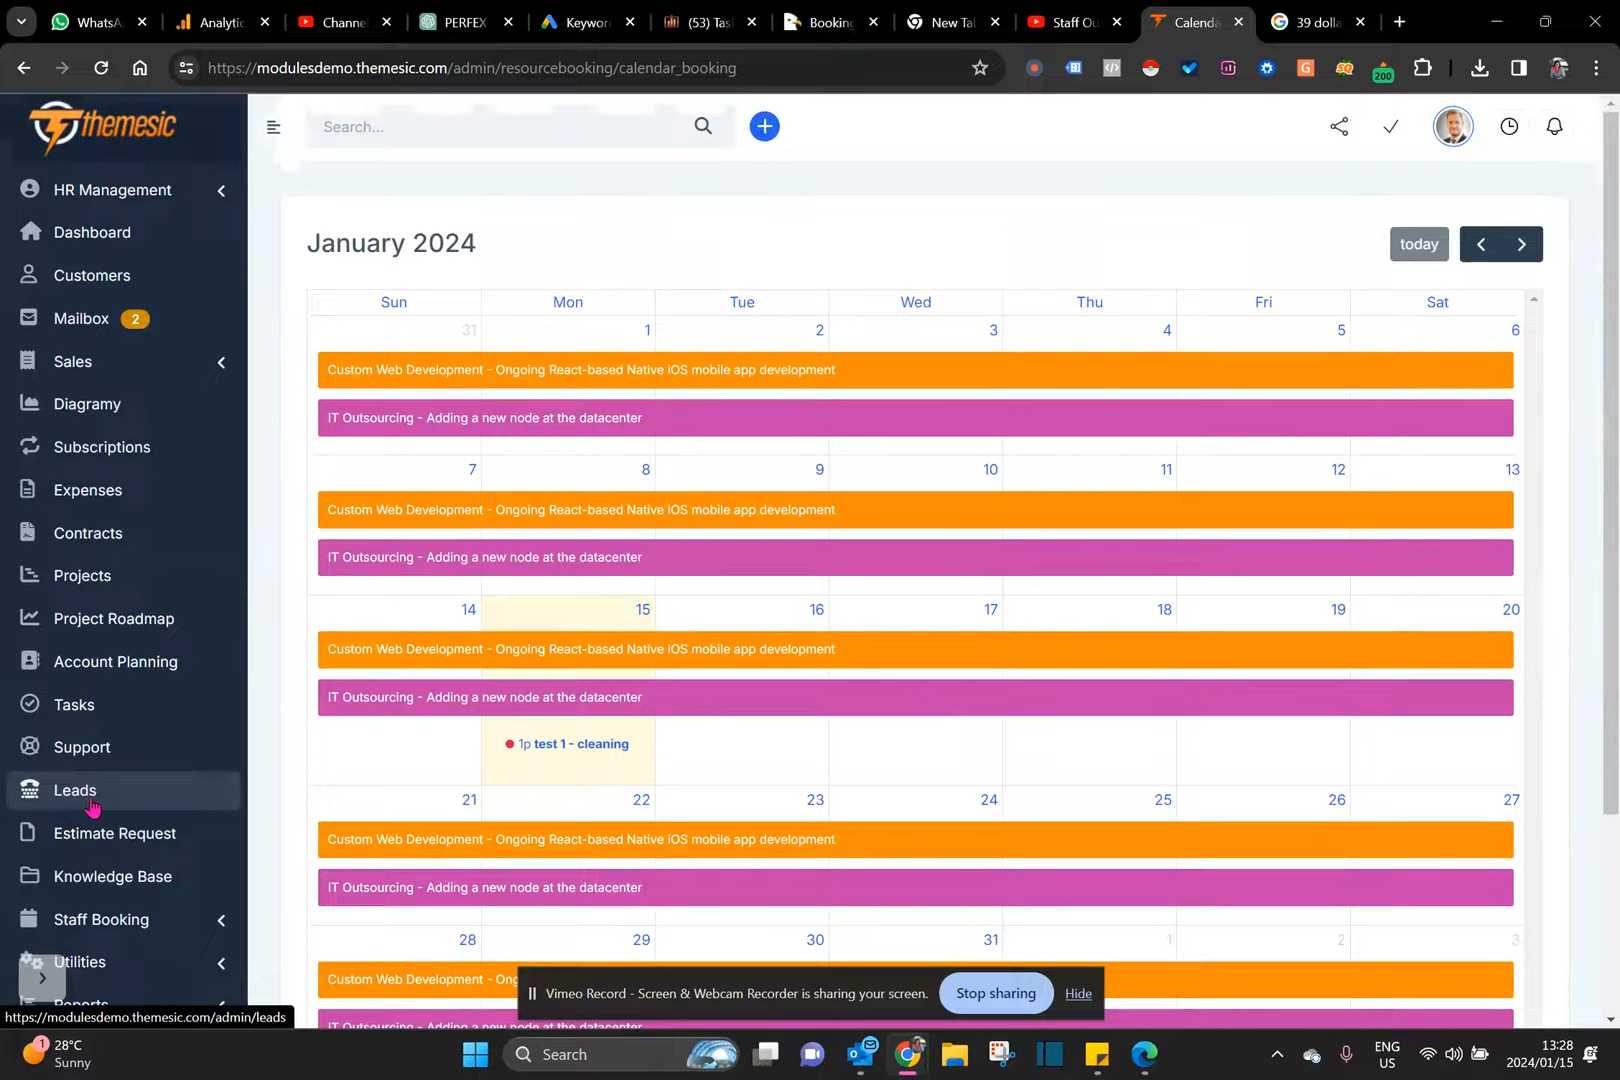 WhatsA
Analytic
Channe
PERFEX
Keyword
(53) Tas
Booking
New Ta
Staff Ou
Calenda
39 dolla
https://modulesdemo.themesic.com/admin/resourcebooking/calendar_booking
200
themesic
Search...
HR Management
Dashboard
Customers
Mailbox 2
Sales
Diagramy
Subscriptions
Expenses
Contracts
Projects
Project Roadmap
Account Planning
Tasks
Support
Leads
Estimate Request
Knowledge Base
Staff Booking
Utilities
Reports
https://modulesdemo.themesic.com/admin/leads
January 2024
today
Sun Mon Tue Wed Thu Fri Sat
31 1 2 3 4 5 6
Custom Web Development - Ongoing React-based Native iOS mobile app development
IT Outsourcing - Adding a new node at the datacenter
7 8 9 10 11 12 13
Custom Web Development - Ongoing React-based Native iOS mobile app development
IT Outsourcing - Adding a new node at the datacenter
14 15 16 17 18 19 20
Custom Web Development - Ongoing React-based Native iOS mobile app development
IT Outsourcing - Adding a new node at the datacenter
1p test 1 - cleaning
21 22 23 24 25 26 27
Custom Web Development - Ongoing React-based Native iOS mobile app development
IT Outsourcing - Adding a new node at the datacenter
28 29 30 31 1 2 3
Custom Web Development - Ong
IT Outsourcing - Adding a new node at the datacenter
Vimeo Record - Screen & Webcam Recorder is sharing your screen. Stop sharing Hide
1
28°C
Sunny
Search
ENG
US
13:28
2024/01/15